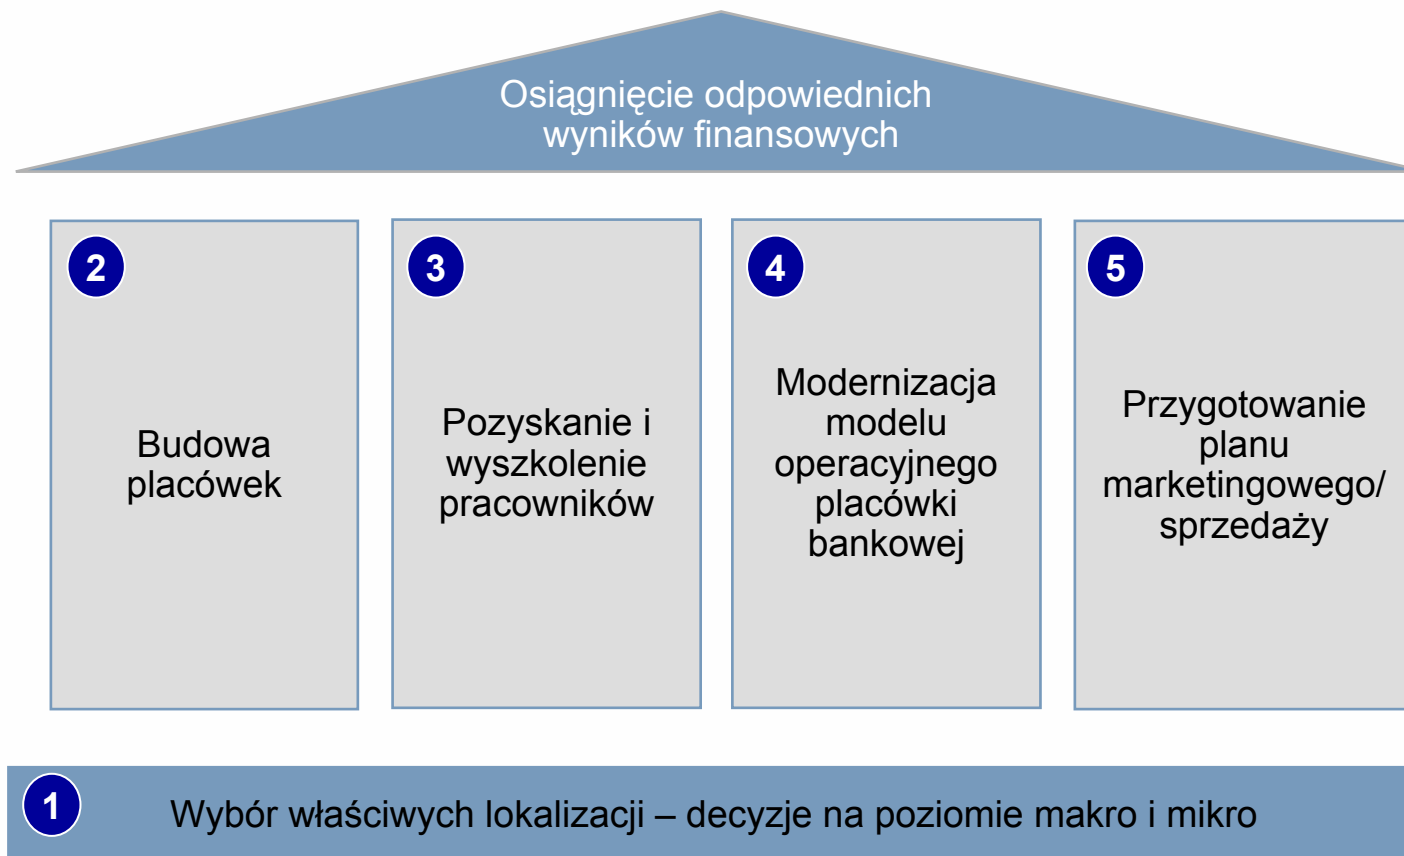 Osiągnięcie odpowiednich
wyników finansowych
2
Budowa
placówek
3
Pozyskanie i
wyszkolenie
pracowników
4
Modernizacja
modelu
operacyjnego
placówki
bankowej
5
Przygotowanie
planu
marketingowego/
sprzedaży
1
Wybór właściwych lokalizacji – decyzje na poziomie makro i mikro